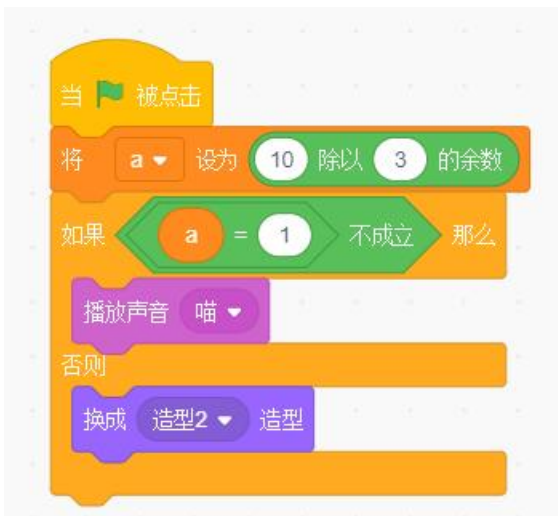 当 被点击
将 a 设为 10 除以 3 的余数
如果 a = 1 不成立 那么
播放声音 喵
否则
换成 造型2 造型